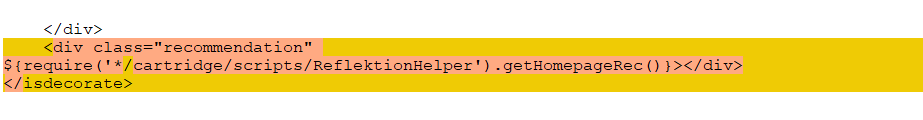 </div>
<div class="recommendation"
${require('*/cartridge/scripts/ReflektionHelper').getHomepageRec()}></div>
</isdecorate>